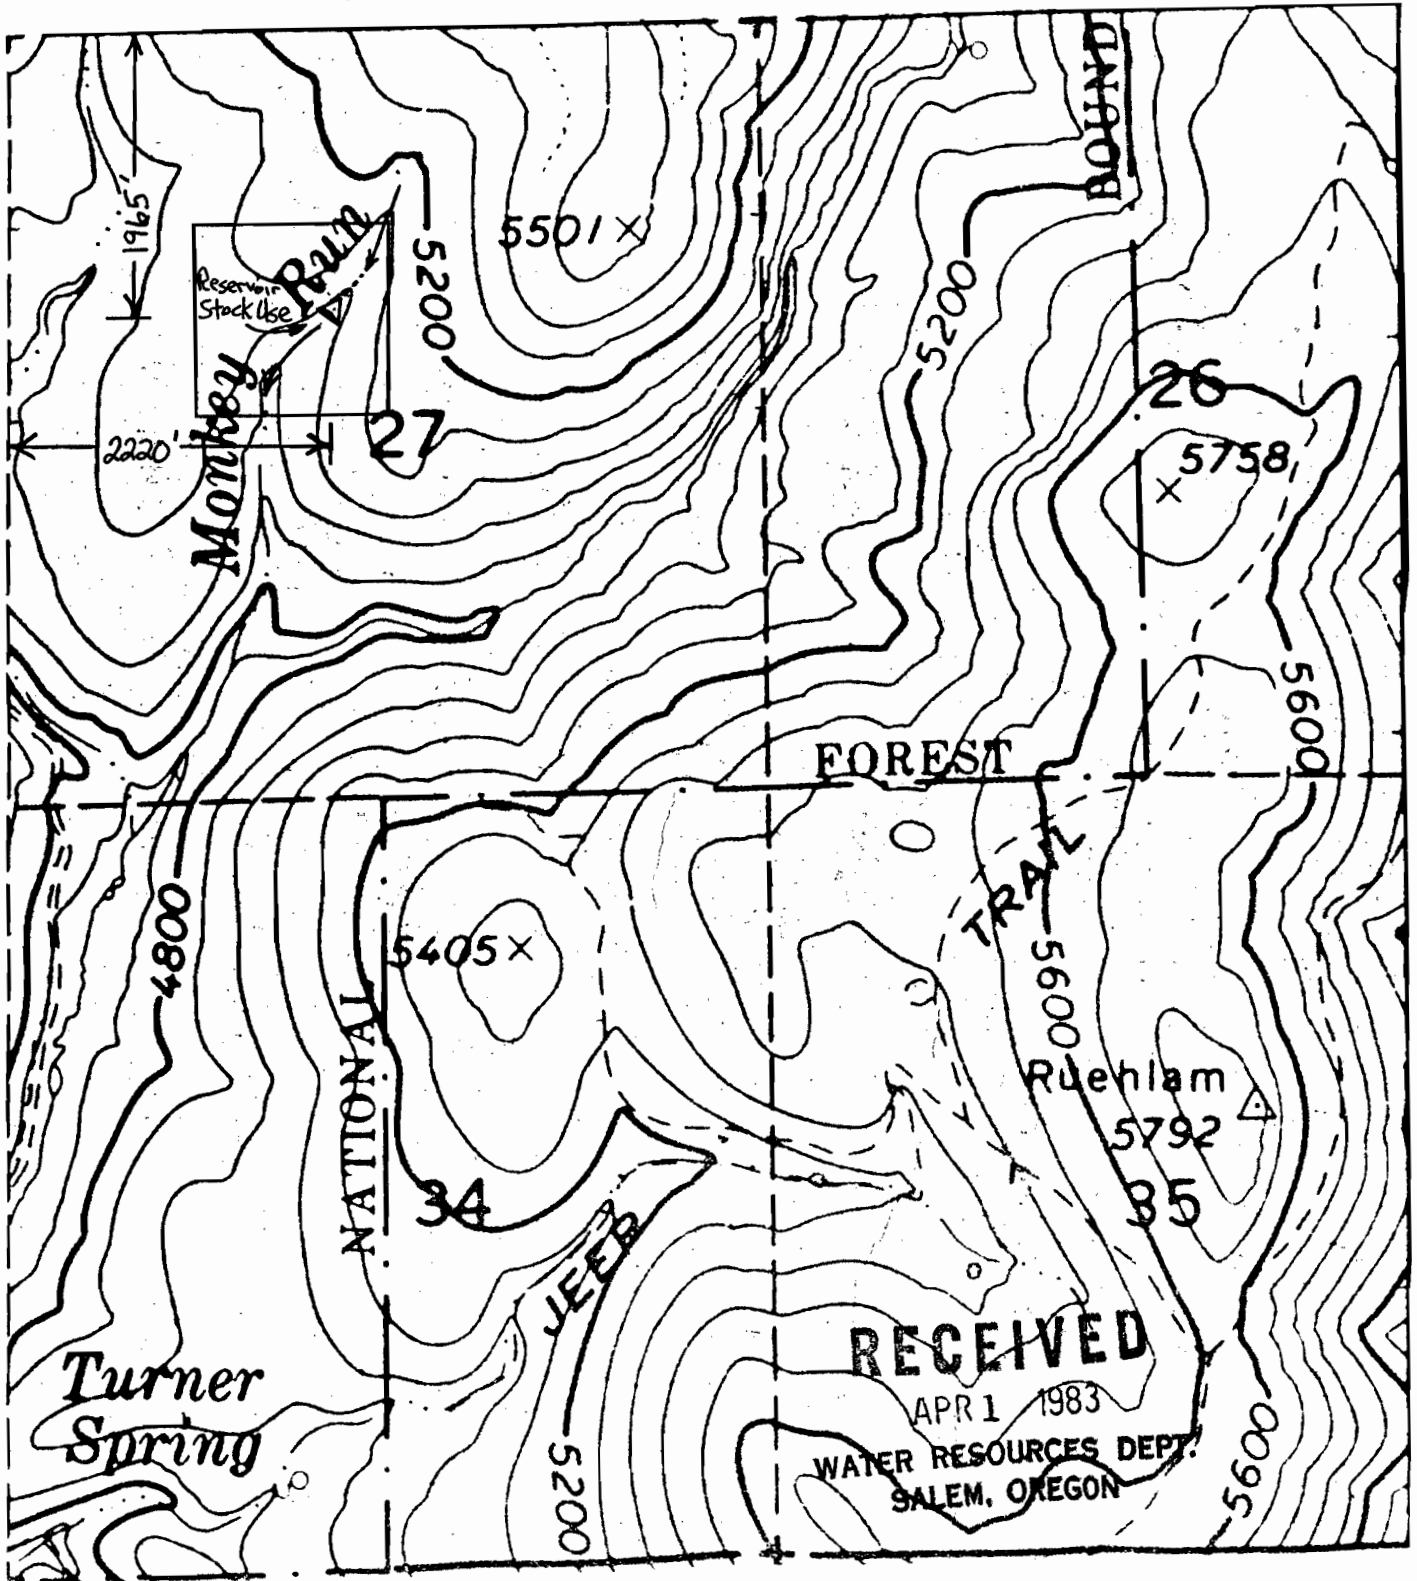 BOUND
1965'
5501
Monkey Run
5200
Reservoir
Stock Use
5200
26
2220'
27
5758
5600
FOREST
TRAIL
4800
5405
5600
NATIONAL
Ruehlam
5792
34
35
JEEP
RECEIVED
APR 1 1983
WATER RESOURCES DEPT.
SALEM, OREGON
Turner
Spring
5200
5600